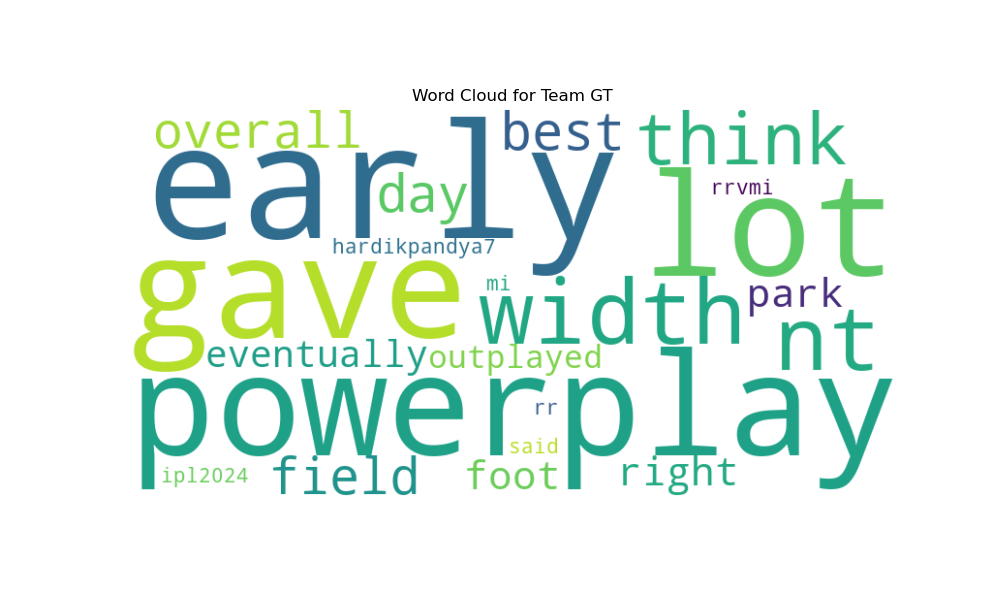 Word Cloud for Team GT
overall
best
think
early
day
rrvmi
lot
hardikpandya7
gave
mi
width
park
nt
eventually
outplayed
powerplay
rr
said
ipl2024
field
foot
right